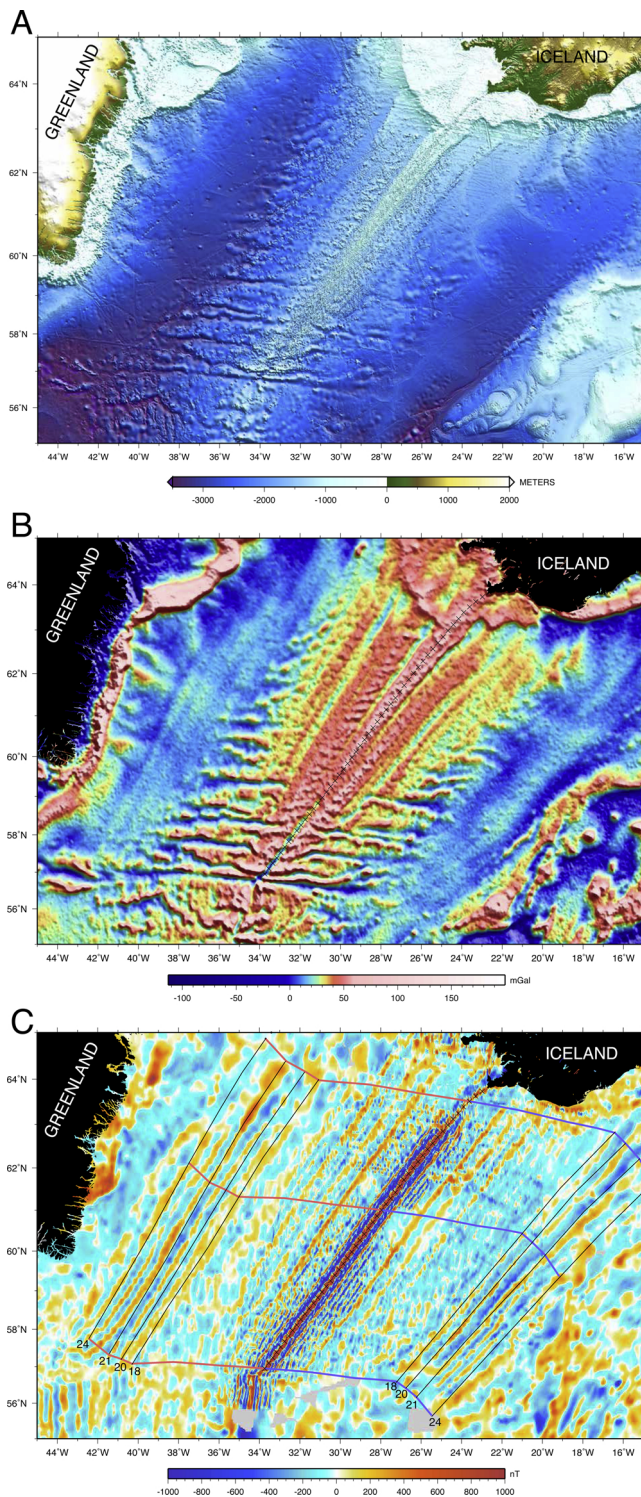 A
GREENLAND
ICELAND
64˚N
62˚N
60˚N
58˚N
56˚N
44˚W 42˚W 40˚W 38˚W 36˚W 34˚W 32˚W 30˚W 28˚W 26˚W 24˚W 22˚W 20˚W 18˚W 16˚W
METERS
-3000 -2000 -1000 0 1000 2000
B
GREENLAND
ICELAND
64˚N
62˚N
60˚N
58˚N
56˚N
44˚W 42˚W 40˚W 38˚W 36˚W 34˚W 32˚W 30˚W 28˚W 26˚W 24˚W 22˚W 20˚W 18˚W 16˚W
mGal
-100 -50 0 50 100 150
C
GREENLAND
ICELAND
64˚N
62˚N
60˚N
58˚N
24
21
20
18
18
20
21
24
56˚N
44˚W 42˚W 40˚W 38˚W 36˚W 34˚W 32˚W 30˚W 28˚W 26˚W 24˚W 22˚W 20˚W 18˚W 16˚W
nT
-1000 -800 -600 -400 -200 0 200 400 600 800 1000